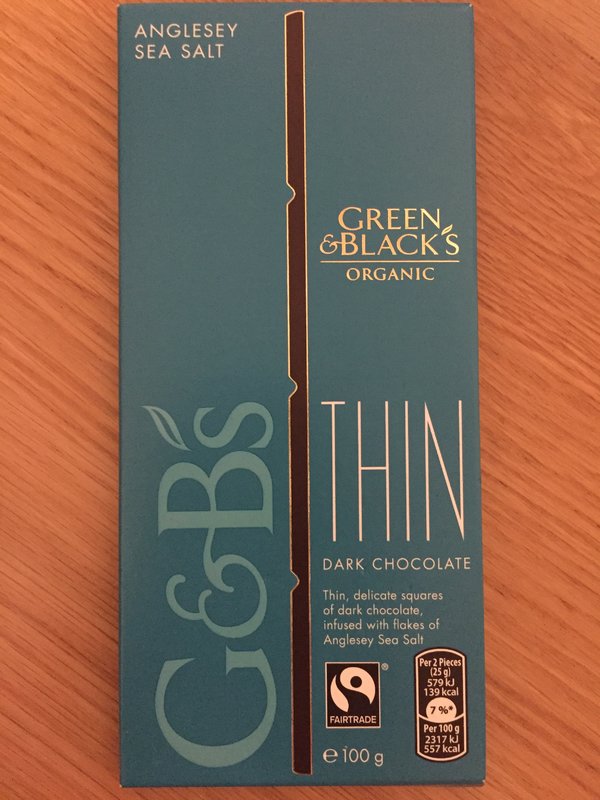 ANGLESEY
SEA SALT
GREEN
&BLACK'S
ORGANIC
G&B's
THIN
DARK CHOCOLATE
Thin, delicate squares
of dark chocolate,
infused with flakes of
Anglesey Sea Salt
FAIRTRADE
®
Per 2 Pieces
(25 g)
579 kJ
139 kcal
7 %*
Per 100 g
2317 kJ
557 kcal
℮ 100 g